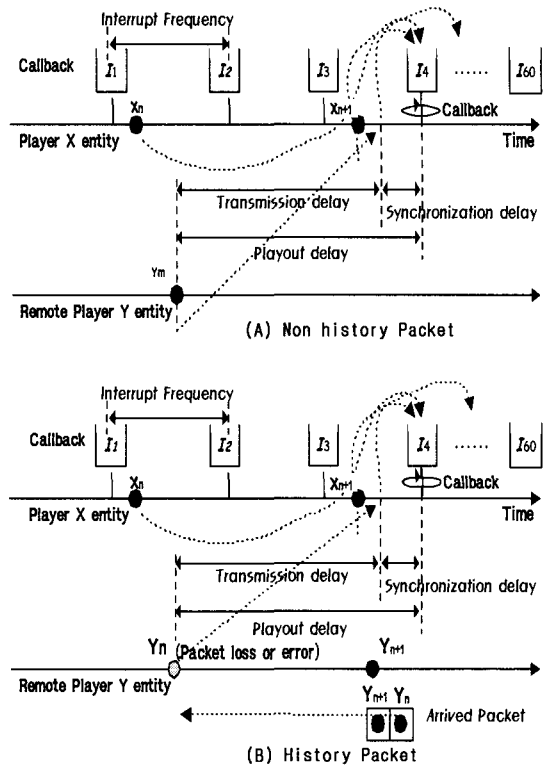 Interrupt Frequency
Callback I1 I2 I3 I4 ...... I60
Xn Xn+1 Callback
Player X entity Time
Transmission delay Synchronization delay
Playout delay
Ym
Remote Player Y entity
(A) Non history Packet
Interrupt Frequency
Callback I1 I2 I3 I4 ...... I60
Xn Xn+1 Callback
Player X entity Time
Transmission delay Synchronization delay
Playout delay
Yn (Packet loss or error) Yn+1
Remote Player Y entity
Yn+1 Yn Arrived Packet
(B) History Packet